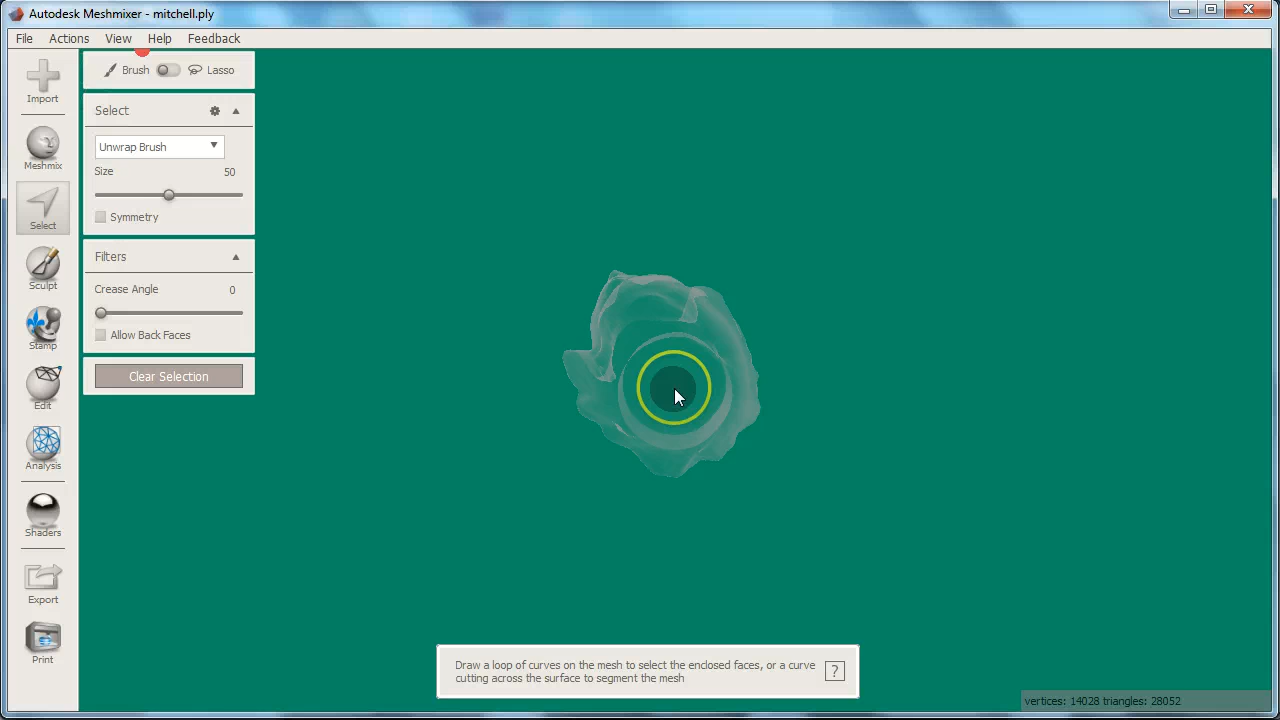 Autodesk Meshmixer - mitchell.ply
File Actions View Help Feedback
Import
Meshmix
Select
Sculpt
Stamp
Edit
Analysis
Shaders
Export
Print
Brush Lasso
Select
Unwrap Brush
Size 50
Symmetry
Filters
Crease Angle 0
Allow Back Faces
Clear Selection
Draw a loop of curves on the mesh to select the enclosed faces, or a curve
cutting across the surface to segment the mesh
?
vertices: 14028 triangles: 28052